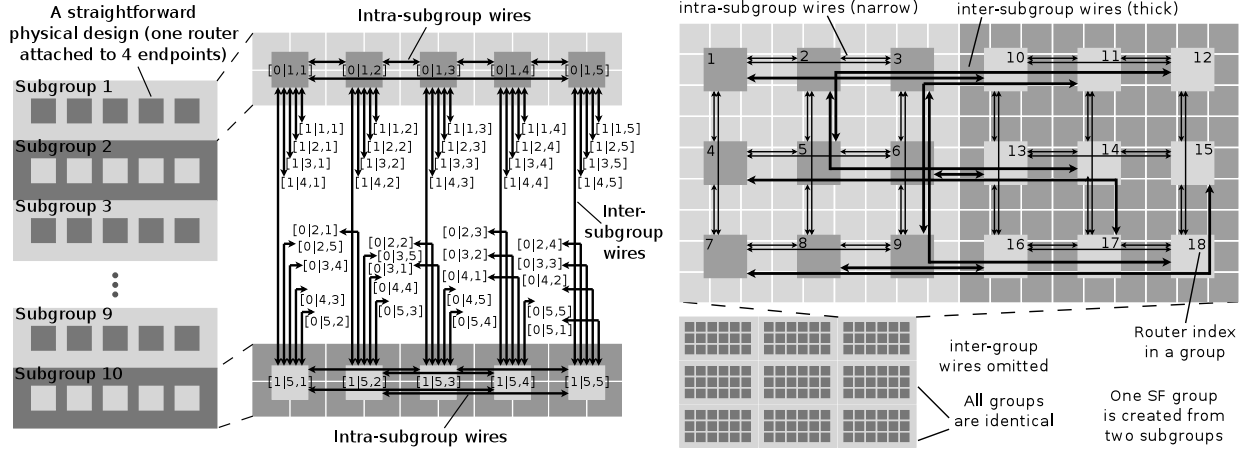 A straightforward
physical design (one router
attached to 4 endpoints)
Subgroup 1
Subgroup 2
Subgroup 3
Subgroup 9
Subgroup 10
Intra-subgroup wires
[0|1,1] [0|1,2] [0|1,3] [0|1,4] [0|1,5]
[1|1,1] [1|1,2] [1|1,3] [1|1,4] [1|1,5]
[1|2,1] [1|2,2] [1|2,3] [1|2,4] [1|2,5]
[1|3,1] [1|3,2] [1|3,3] [1|3,4] [1|3,5]
[1|4,1] [1|4,2] [1|4,3] [1|4,4] [1|4,5]
Inter-
subgroup
wires
[0|2,1] [0|2,2] [0|2,3] [0|2,4]
[0|2,5] [0|3,5] [0|3,2] [0|3,3]
[0|3,4] [0|3,1] [0|4,1] [0|4,2]
[0|4,3] [0|4,4] [0|4,5] [0|5,5]
[0|5,2] [0|5,3] [0|5,4] [0|5,1]
[1|5,1] [1|5,2] [1|5,3] [1|5,4] [1|5,5]
Intra-subgroup wires
intra-subgroup wires (narrow)
inter-subgroup wires (thick)
1 2 3 10 11 12
4 5 6 13 14 15
7 8 9 16 17 18
Router index
in a group
inter-group
wires omitted
All groups
are identical
One SF group
is created from
two subgroups